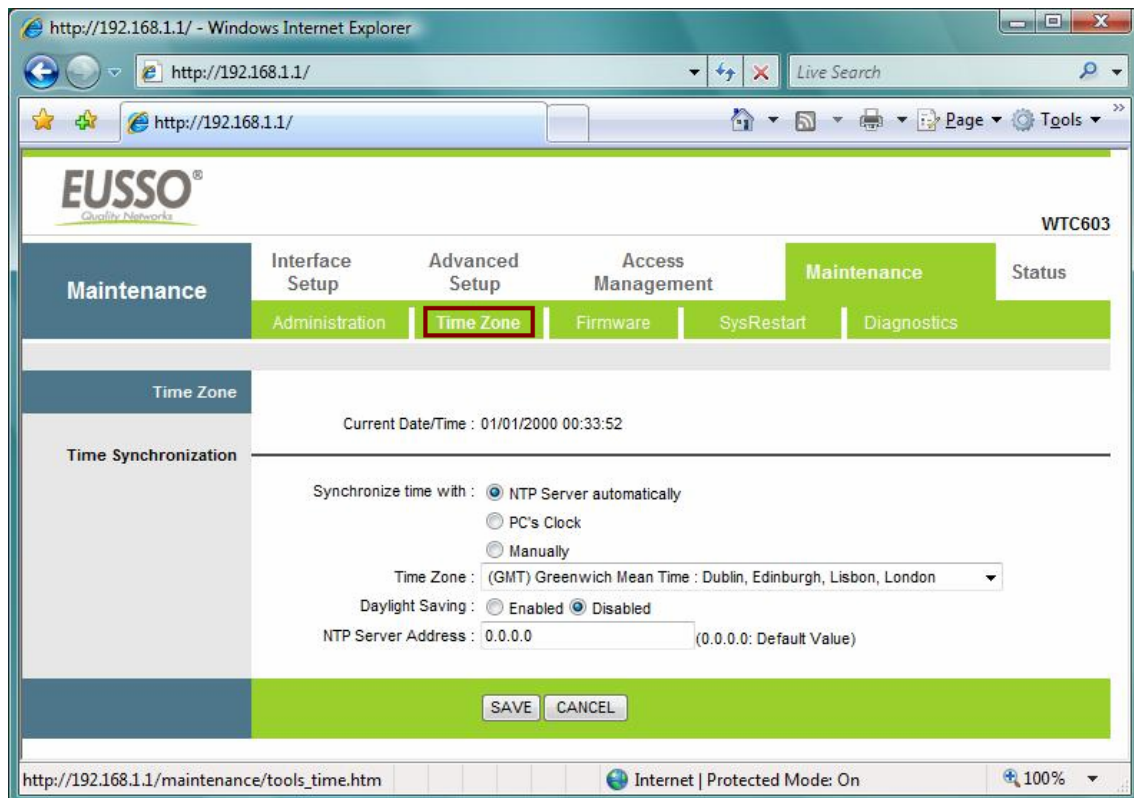 http://192.168.1.1/ - Windows Internet Explorer
http://192.168.1.1/
Live Search
http://192.168.1.1/
Page
Tools
»
EUSSO®
Quality Networks
WTC603
Maintenance
Interface Setup
Advanced Setup
Access Management
Maintenance
Status
Administration
Time Zone
Firmware
SysRestart
Diagnostics
Time Zone
Current Date/Time : 01/01/2000 00:33:52
Time Synchronization
Synchronize time with : NTP Server automatically
PC's Clock
Manually
Time Zone : (GMT) Greenwich Mean Time : Dublin, Edinburgh, Lisbon, London
Daylight Saving : Enabled Disabled
NTP Server Address : 0.0.0.0 (0.0.0.0: Default Value)
SAVE CANCEL
http://192.168.1.1/maintenance/tools_time.htm
Internet | Protected Mode: On
100%